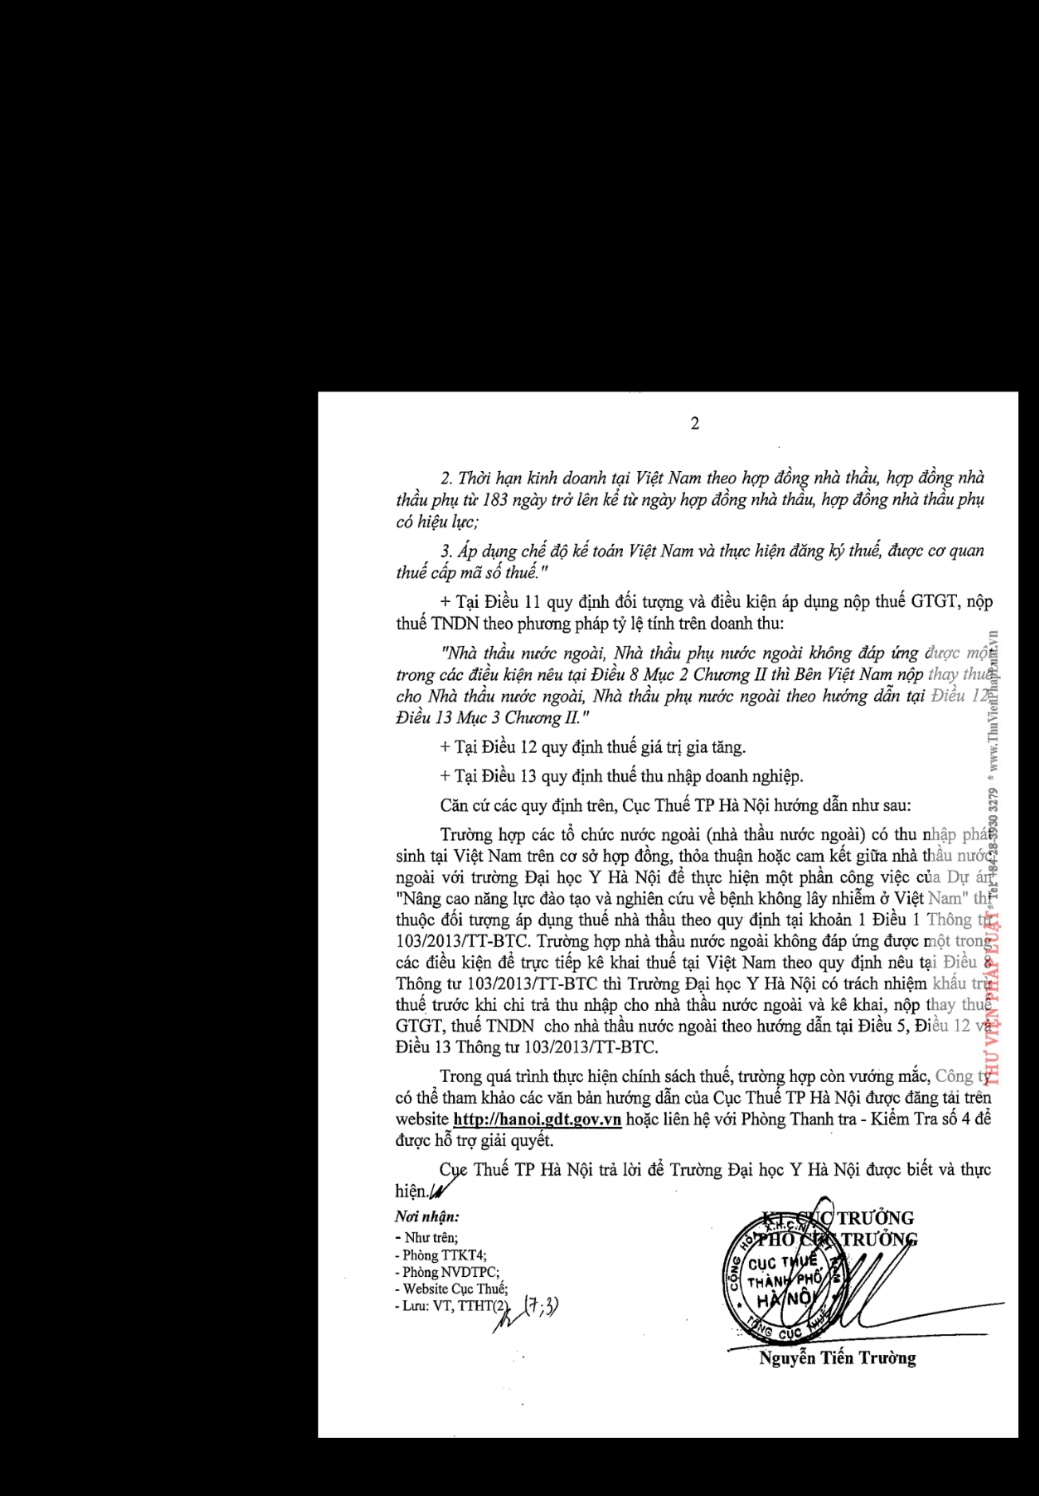 2
2. Thời hạn kinh doanh tại Việt Nam theo hợp đồng nhà thầu, hợp đồng nhà
thầu phụ từ 183 ngày trở lên kể từ ngày hợp đồng nhà thầu, hợp đồng nhà thầu phụ
có hiệu lực;
3. Áp dụng chế độ kế toán Việt Nam và thực hiện đăng ký thuế, được cơ quan
thuế cấp mã số thuế."
+ Tại Điều 11 quy định đối tượng và điều kiện áp dụng nộp thuế GTGT, nộp
thuế TNDN theo phương pháp tỷ lệ tính trên doanh thu:
"Nhà thầu nước ngoài, Nhà thầu phụ nước ngoài không đáp ứng được một
trong các điều kiện nêu tại Điều 8 Mục 2 Chương II thì Bên Việt Nam nộp thay thuế
cho Nhà thầu nước ngoài, Nhà thầu phụ nước ngoài theo hướng dẫn tại Điều 12,
Điều 13 Mục 3 Chương II."
+ Tại Điều 12 quy định thuế giá trị gia tăng.
+ Tại Điều 13 quy định thuế thu nhập doanh nghiệp.
Căn cứ các quy định trên, Cục Thuế TP Hà Nội hướng dẫn như sau:
Trường hợp các tổ chức nước ngoài (nhà thầu nước ngoài) có thu nhập phát
sinh tại Việt Nam trên cơ sở hợp đồng, thỏa thuận hoặc cam kết giữa nhà thầu nước
ngoài với trường Đại học Y Hà Nội để thực hiện một phần công việc của Dự án
"Nâng cao năng lực đào tạo và nghiên cứu về bệnh không lây nhiễm ở Việt Nam" thì
thuộc đối tượng áp dụng thuế nhà thầu theo quy định tại khoản 1 Điều 1 Thông tư
103/2013/TT-BTC. Trường hợp nhà thầu nước ngoài không đáp ứng được một trong
các điều kiện để trực tiếp kê khai thuế tại Việt Nam theo quy định nêu tại Điều 8
Thông tư 103/2013/TT-BTC thì Trường Đại học Y Hà Nội có trách nhiệm khấu trừ
thuế trước khi chi trả thu nhập cho nhà thầu nước ngoài và kê khai, nộp thay thuế
GTGT, thuế TNDN cho nhà thầu nước ngoài theo hướng dẫn tại Điều 5, Điều 12 và
Điều 13 Thông tư 103/2013/TT-BTC.
Trong quá trình thực hiện chính sách thuế, trường hợp còn vướng mắc, Công ty
có thể tham khảo các văn bản hướng dẫn của Cục Thuế TP Hà Nội được đăng tải trên
website http://hanoi.gdt.gov.vn hoặc liên hệ với Phòng Thanh tra - Kiểm Tra số 4 để
được hỗ trợ giải quyết.
Cục Thuế TP Hà Nội trả lời để Trường Đại học Y Hà Nội được biết và thực
hiện.
Nơi nhận:
- Như trên;
- Phòng TTKT4;
- Phòng NVDTPC;
- Website Cục Thuế;
- Lưu: VT, TTHT(2). (7;3)
KT. CỤC TRƯỞNG
PHÓ CỤC TRƯỞNG
CỘNG HÒA X.H.C.N VIỆT NAM
CỤC THUẾ
THÀNH PHỐ
HÀ NỘI
TỔNG CỤC THUẾ
Nguyễn Tiến Trường
THƯ VIỆN PHÁP LUẬT * Tel +84-28-3930 3279 * www.ThuVienPhapLuat.vn